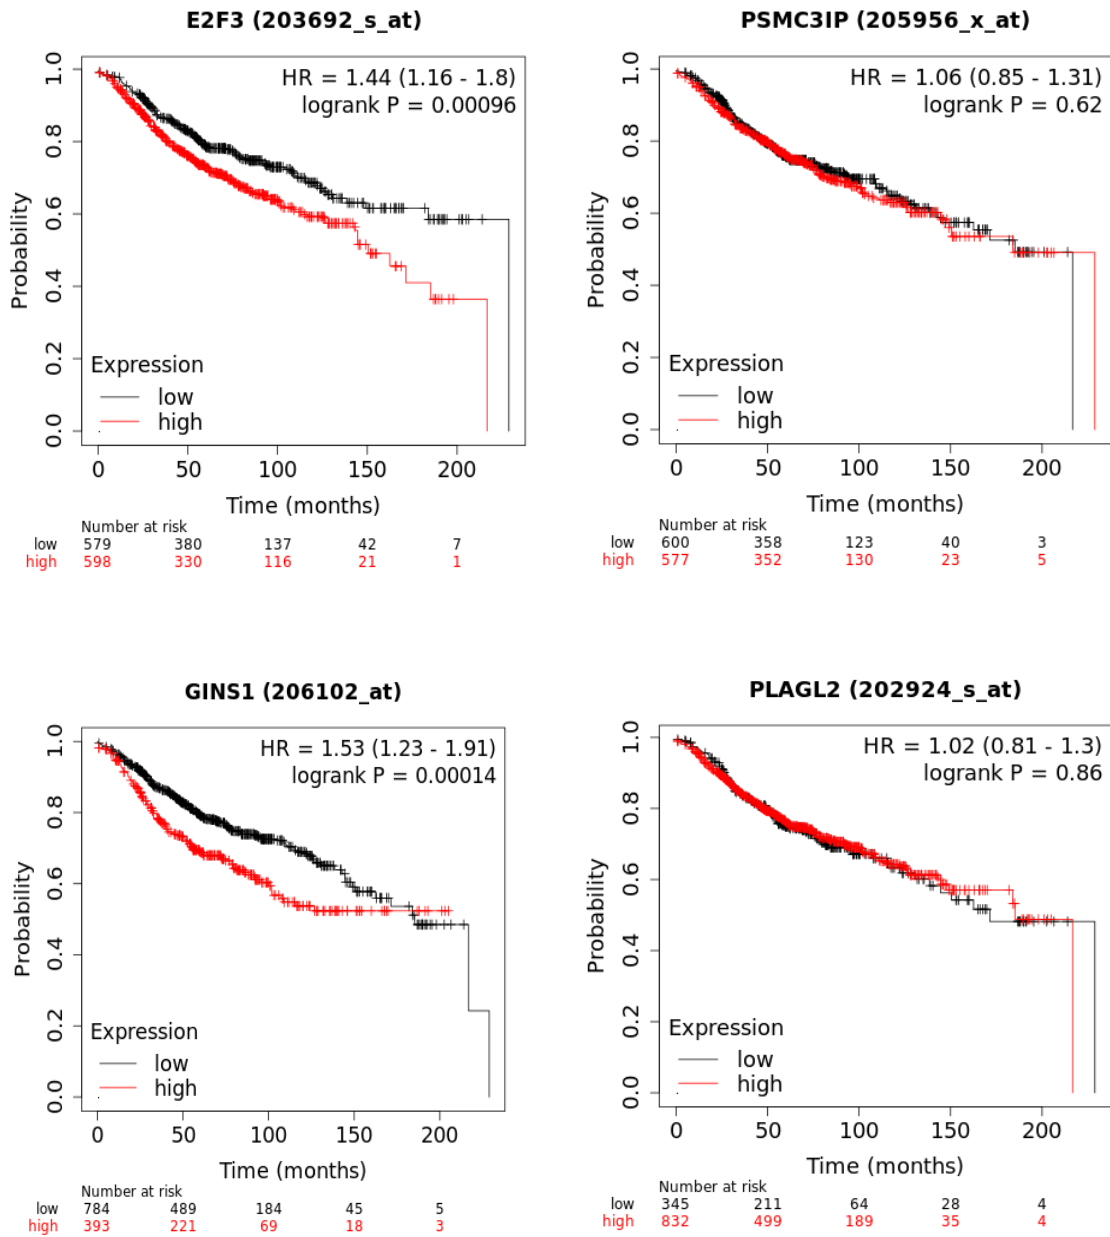 E2F3 (203692_s_at)
HR = 1.44 (1.16 - 1.8)
logrank P = 0.00096
Probability
1.0
0.8
0.6
0.4
0.2
0.0
Expression
low
high
0 50 100 150 200
Time (months)
Number at risk
low 579 380 137 42 7
high 598 330 116 21 1
PSMC3IP (205956_x_at)
HR = 1.06 (0.85 - 1.31)
logrank P = 0.62
Probability
1.0
0.8
0.6
0.4
0.2
0.0
Expression
low
high
0 50 100 150 200
Time (months)
Number at risk
low 600 358 123 40 3
high 577 352 130 23 5
GINS1 (206102_at)
HR = 1.53 (1.23 - 1.91)
logrank P = 0.00014
Probability
1.0
0.8
0.6
0.4
0.2
0.0
Expression
low
high
0 50 100 150 200
Time (months)
Number at risk
low 784 489 184 45 5
high 393 221 69 18 3
PLAGL2 (202924_s_at)
HR = 1.02 (0.81 - 1.3)
logrank P = 0.86
Probability
1.0
0.8
0.6
0.4
0.2
0.0
Expression
low
high
0 50 100 150 200
Time (months)
Number at risk
low 345 211 64 28 4
high 832 499 189 35 4